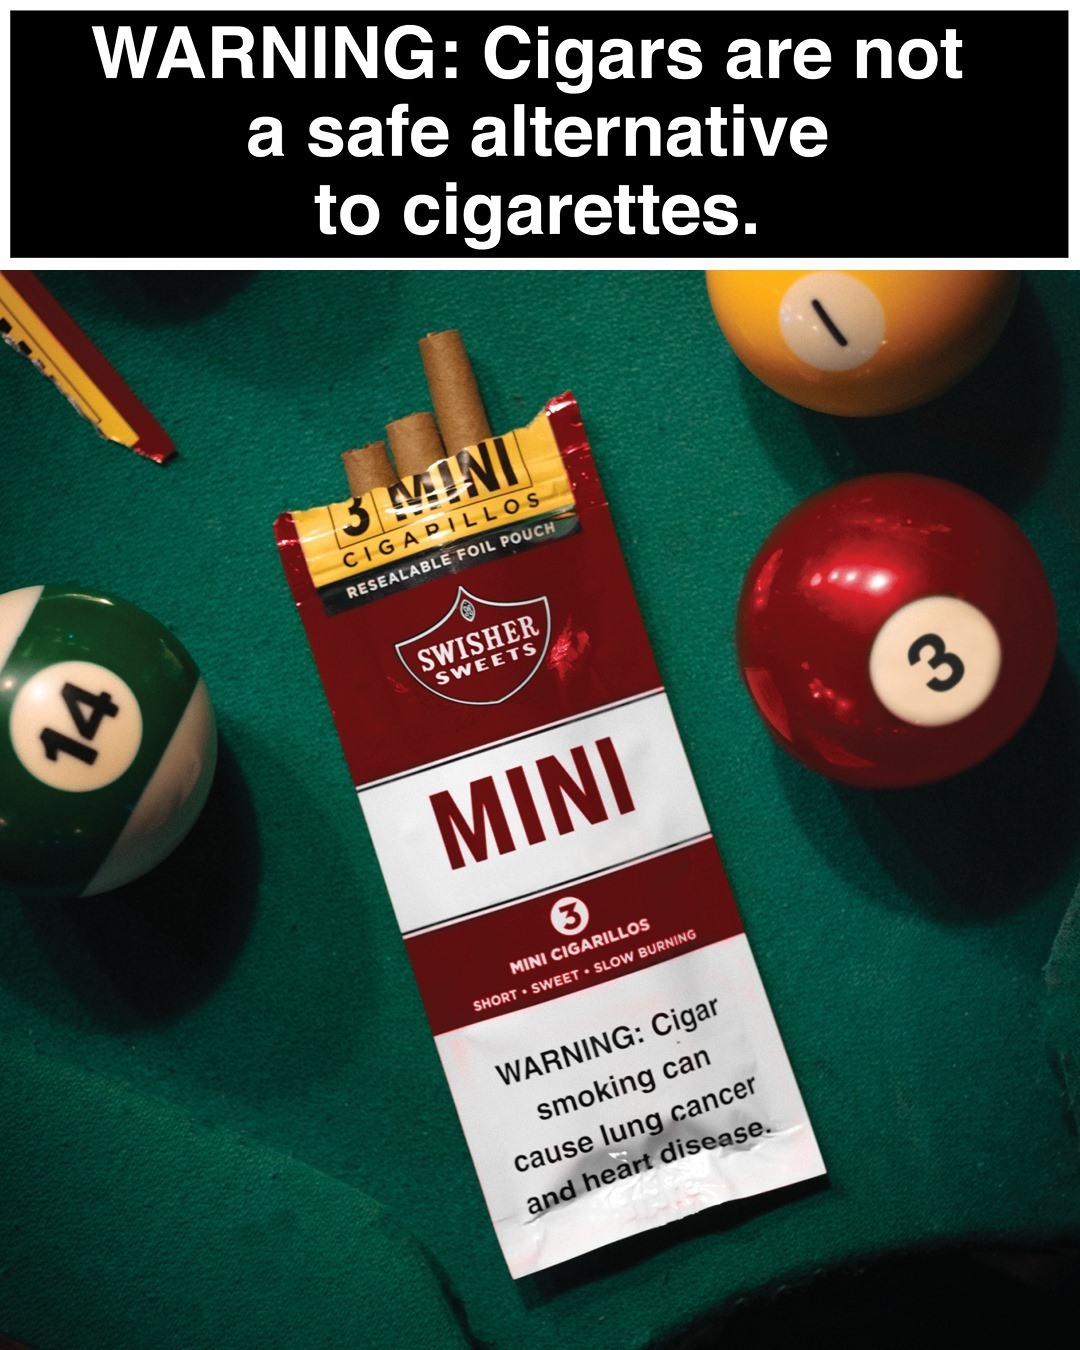 WARNING: Cigars are not
a safe alternative
to cigarettes.
1
3 MINI
CIGARILLOS
RESEALABLE FOIL POUCH
SWISHER
SWEETS
3
14
MINI
3
MINI CIGARILLOS
SHORT • SWEET • SLOW BURNING
WARNING: Cigar
smoking can
cause lung cancer
and heart disease.